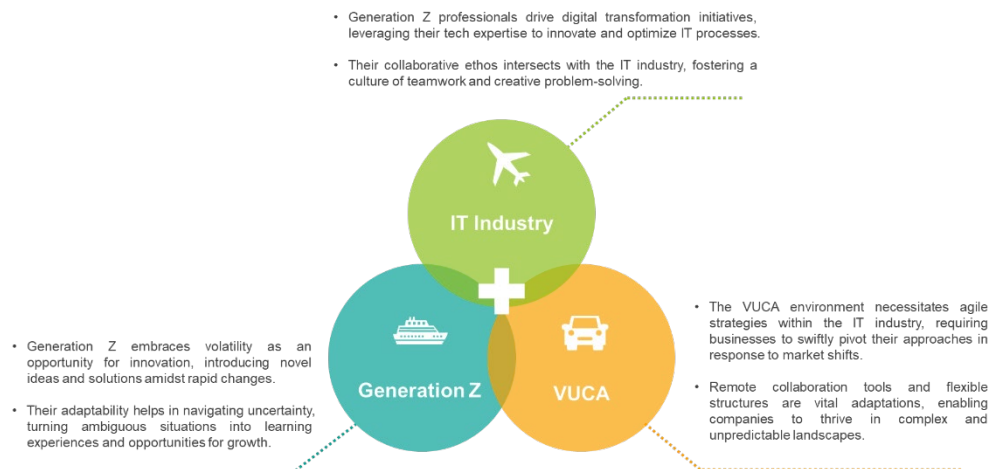 • Generation Z professionals drive digital transformation initiatives,
leveraging their tech expertise to innovate and optimize IT processes.
• Their collaborative ethos intersects with the IT industry, fostering a
culture of teamwork and creative problem-solving.
IT Industry
Generation Z
VUCA
• Generation Z embraces volatility as an
opportunity for innovation, introducing novel
ideas and solutions amidst rapid changes.
• Their adaptability helps in navigating uncertainty,
turning ambiguous situations into learning
experiences and opportunities for growth.
• The VUCA environment necessitates agile
strategies within the IT industry, requiring
businesses to swiftly pivot their approaches in
response to market shifts.
• Remote collaboration tools and flexible
structures are vital adaptations, enabling
companies to thrive in complex and
unpredictable landscapes.